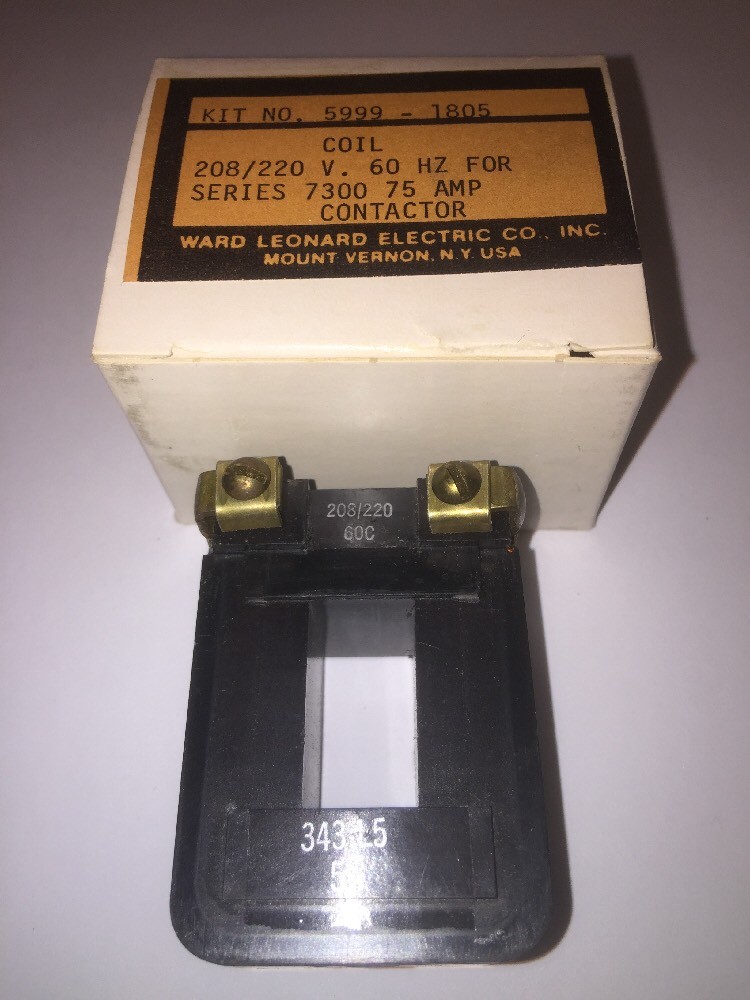 KIT NO. 5999 - 1805
COIL
208/220 V. 60 HZ FOR
SERIES 7300 75 AMP
CONTACTOR
WARD LEONARD ELECTRIC CO., INC.
MOUNT VERNON, N.Y. USA
208/220
60C